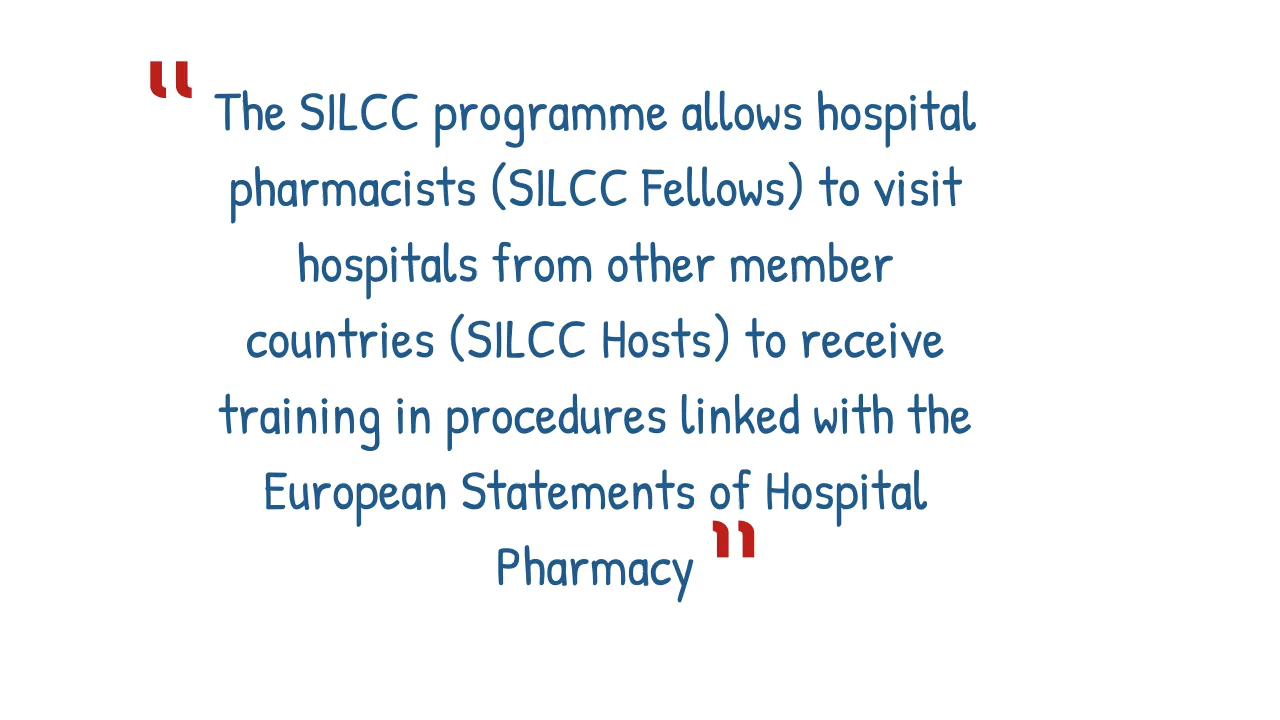 “ The SILCC programme allows hospital
pharmacists (SILCC Fellows) to visit
hospitals from other member
countries (SILCC Hosts) to receive
training in procedures linked with the
European Statements of Hospital
Pharmacy ”